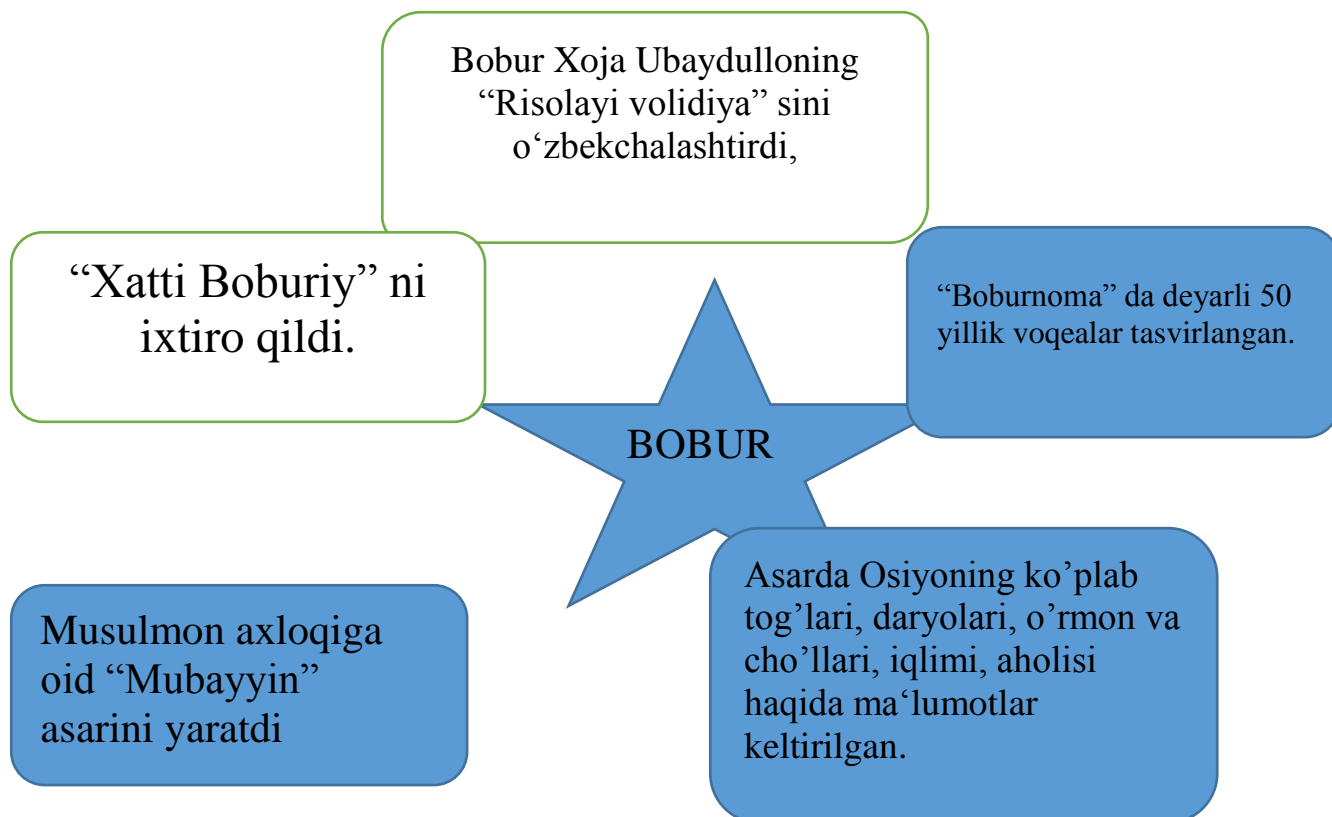 Bobur Xoja Ubaydulloning
“Risolayi volidiya” sini
o‘zbekchalashtirdi,
“Xatti Boburiy” ni
ixtiro qildi.
“Boburnoma” da deyarli 50
yillik voqealar tasvirlangan.
BOBUR
Musulmon axloqiga
oid “Mubayyin”
asarini yaratdi
Asarda Osiyoning ko’plab
tog’lari, daryolari, o’rmon va
cho’llari, iqlimi, aholisi
haqida ma‘lumotlar
keltirilgan.